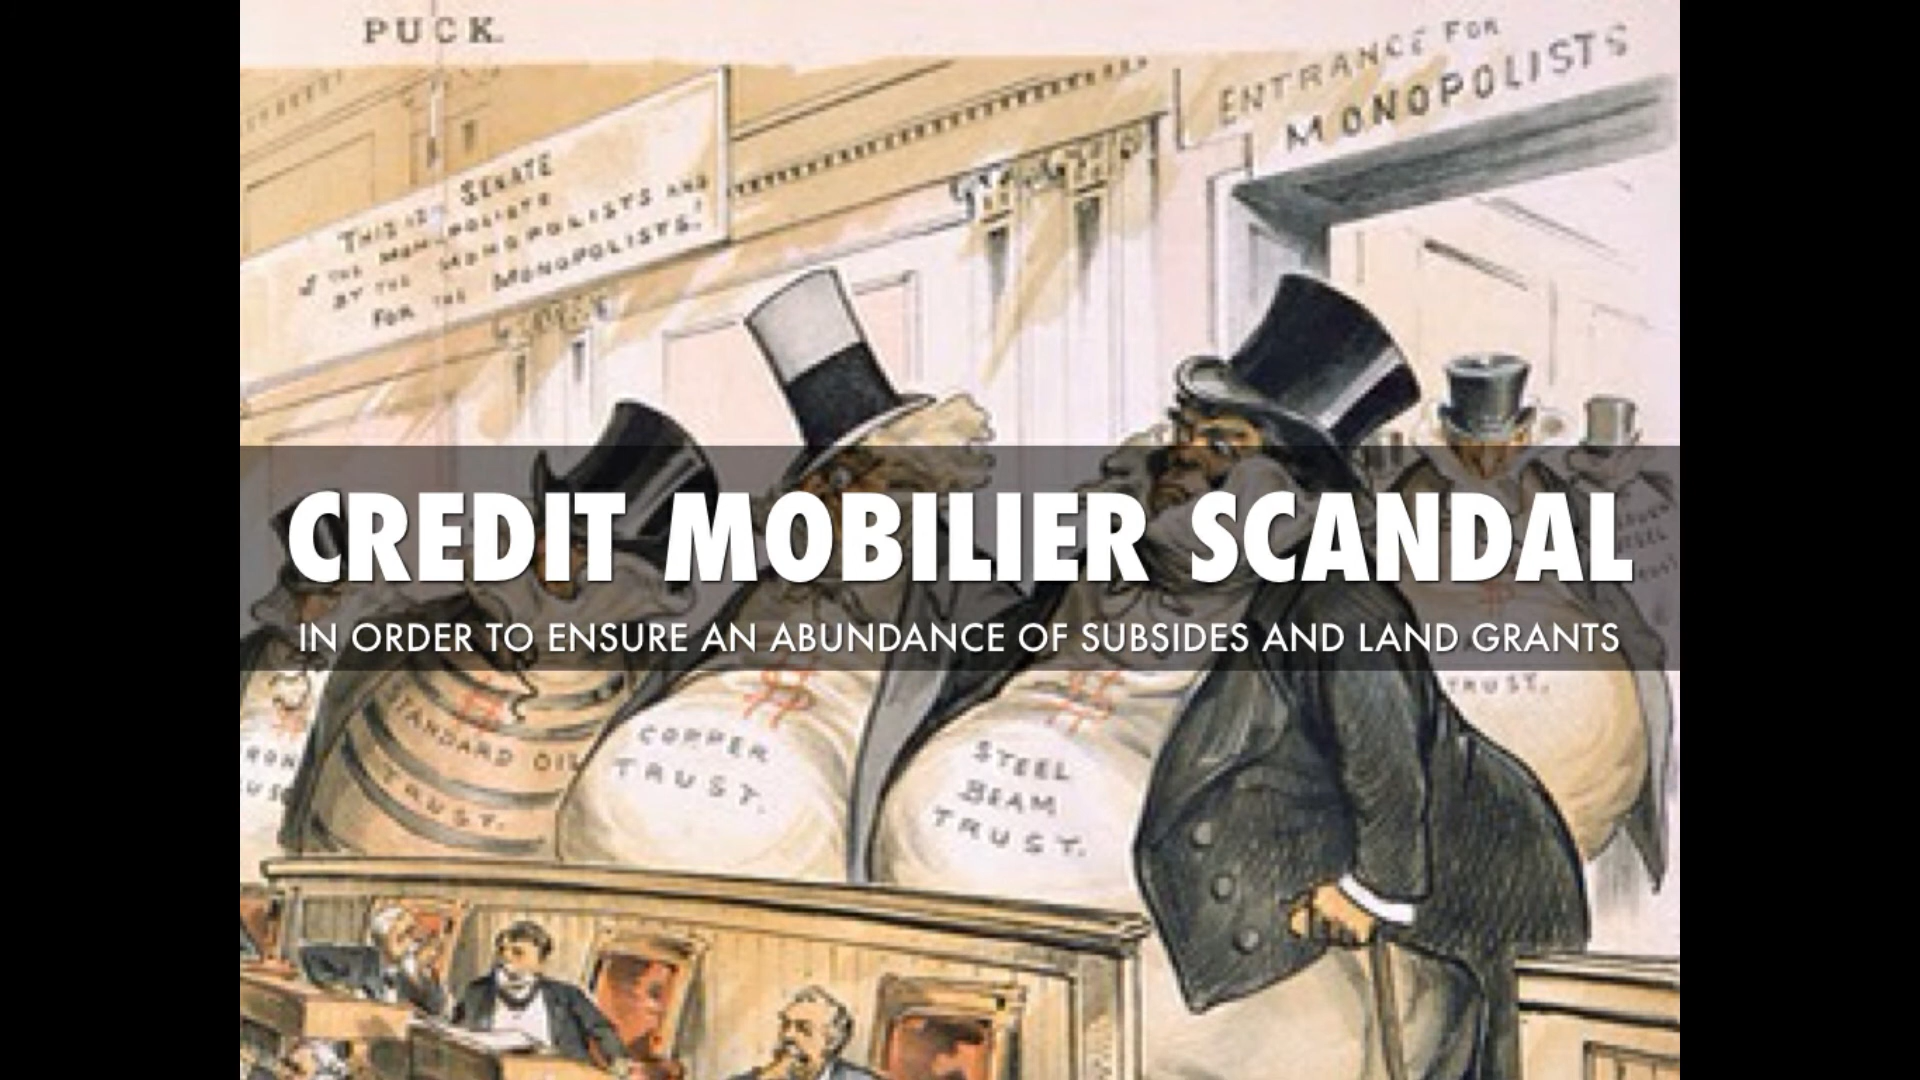 PUCK.
ENTRANCE FOR
MONOPOLISTS
THIS IS SENATE
OF THE MONOPOLISTS
BY THE MONOPOLISTS AND
FOR THE MONOPOLISTS!
CREDIT MOBILIER SCANDAL
IN ORDER TO ENSURE AN ABUNDANCE OF SUBSIDES AND LAND GRANTS
STANDARD OIL
TRUST.
COPPER
TRUST.
STEEL
BEAM
TRUST.
TRUST.